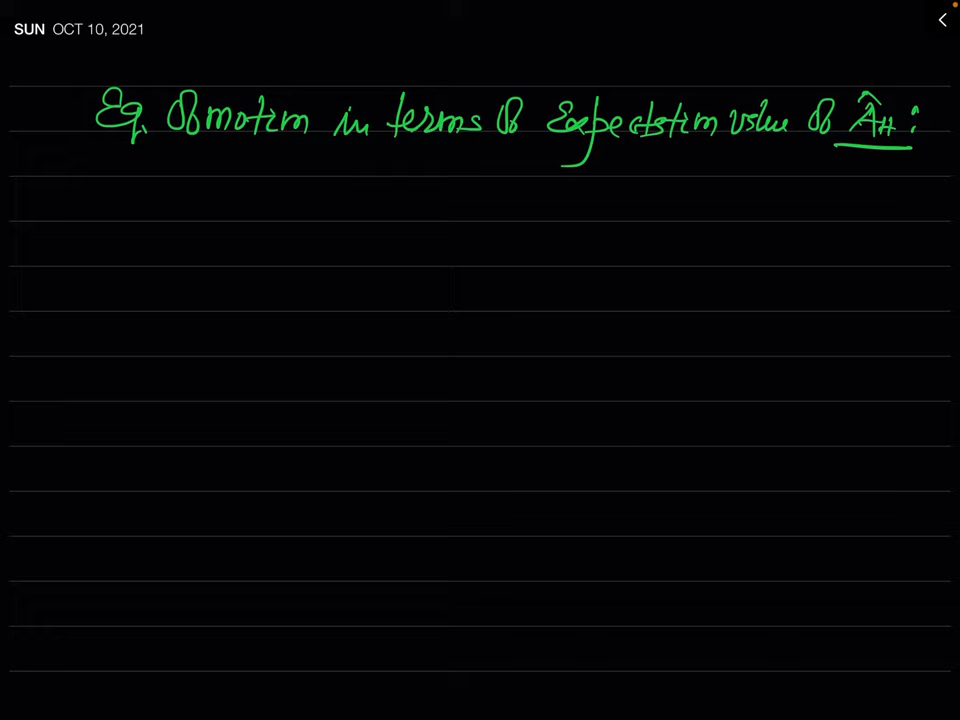 SUN OCT 10, 2021
Eq. Of motion in terms of Expectation value of Â_H :